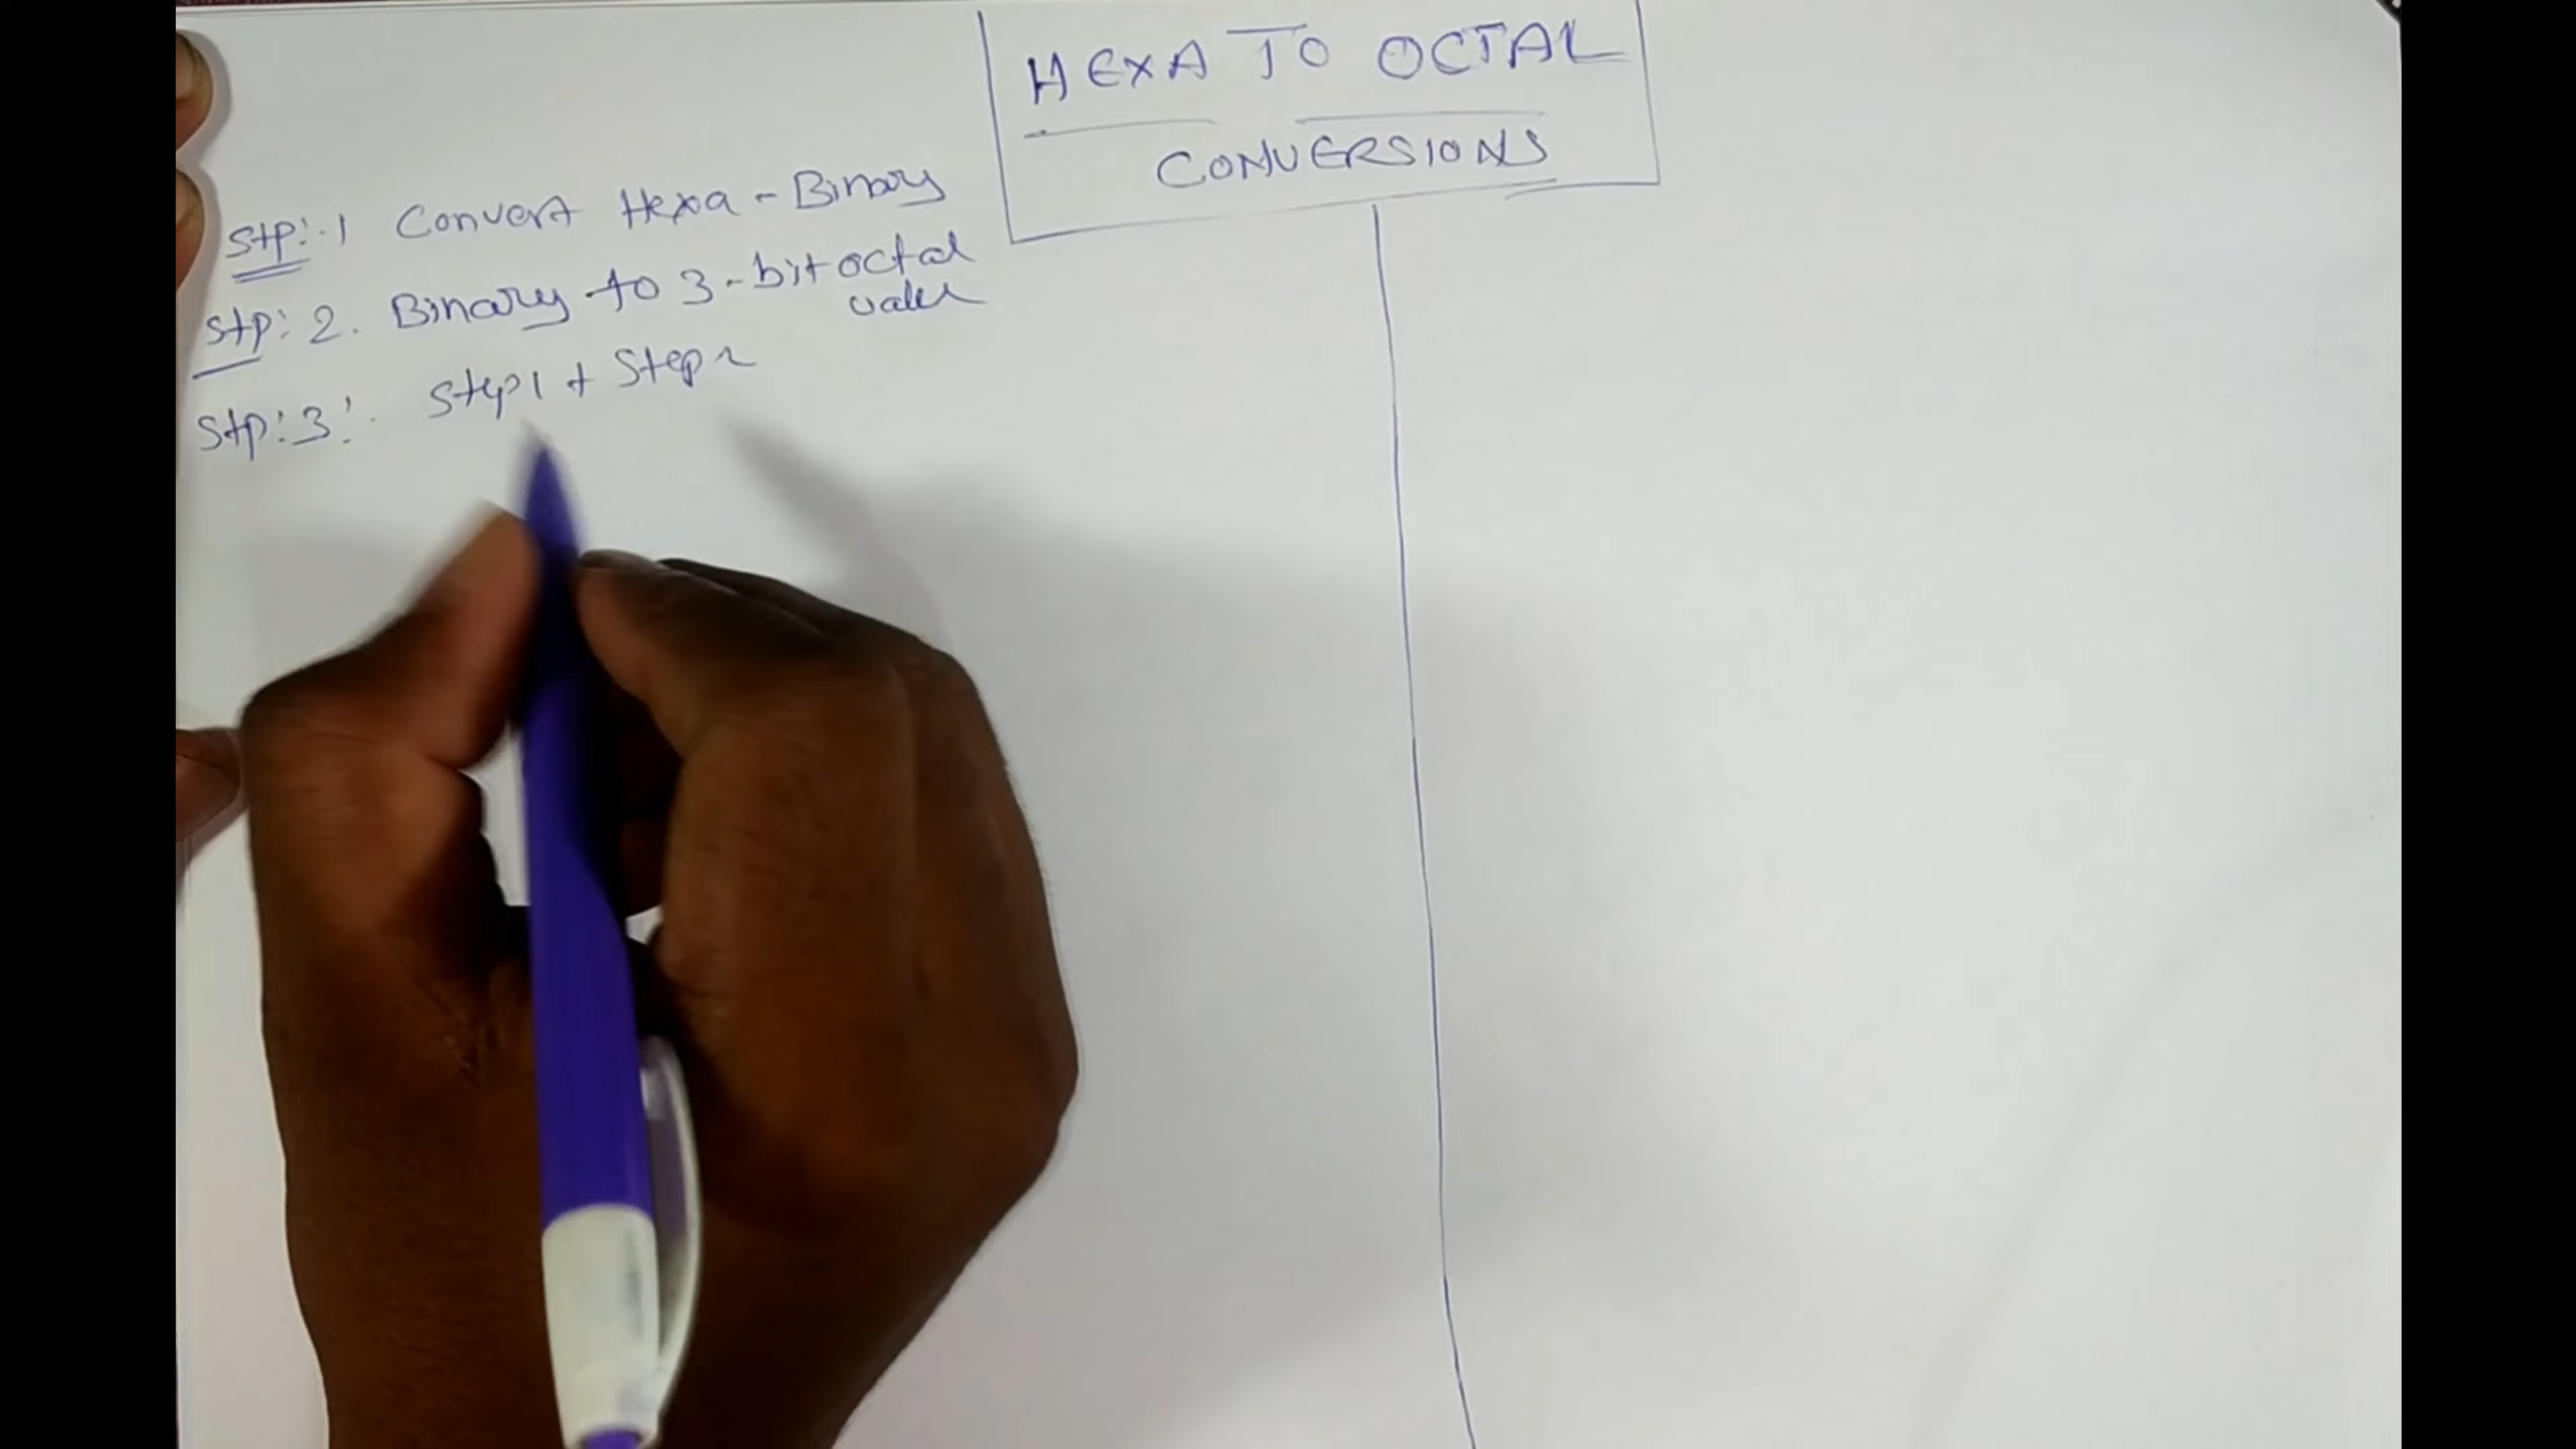 HEXA TO OCTAL
CONVERSIONS
Stp:-1 Convert Hexa - Binary
Stp: 2. Binary to 3-bit octal
Stp:3: Step1 + Step2